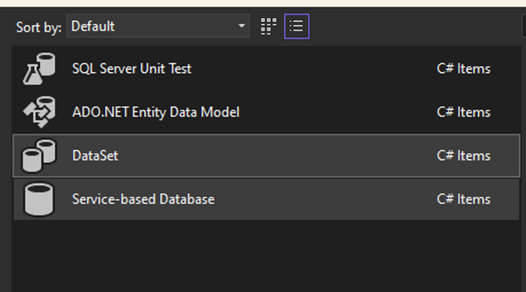 Sort by: Default
SQL Server Unit Test C# Items
ADO.NET Entity Data Model C# Items
DataSet C# Items
Service-based Database C# Items